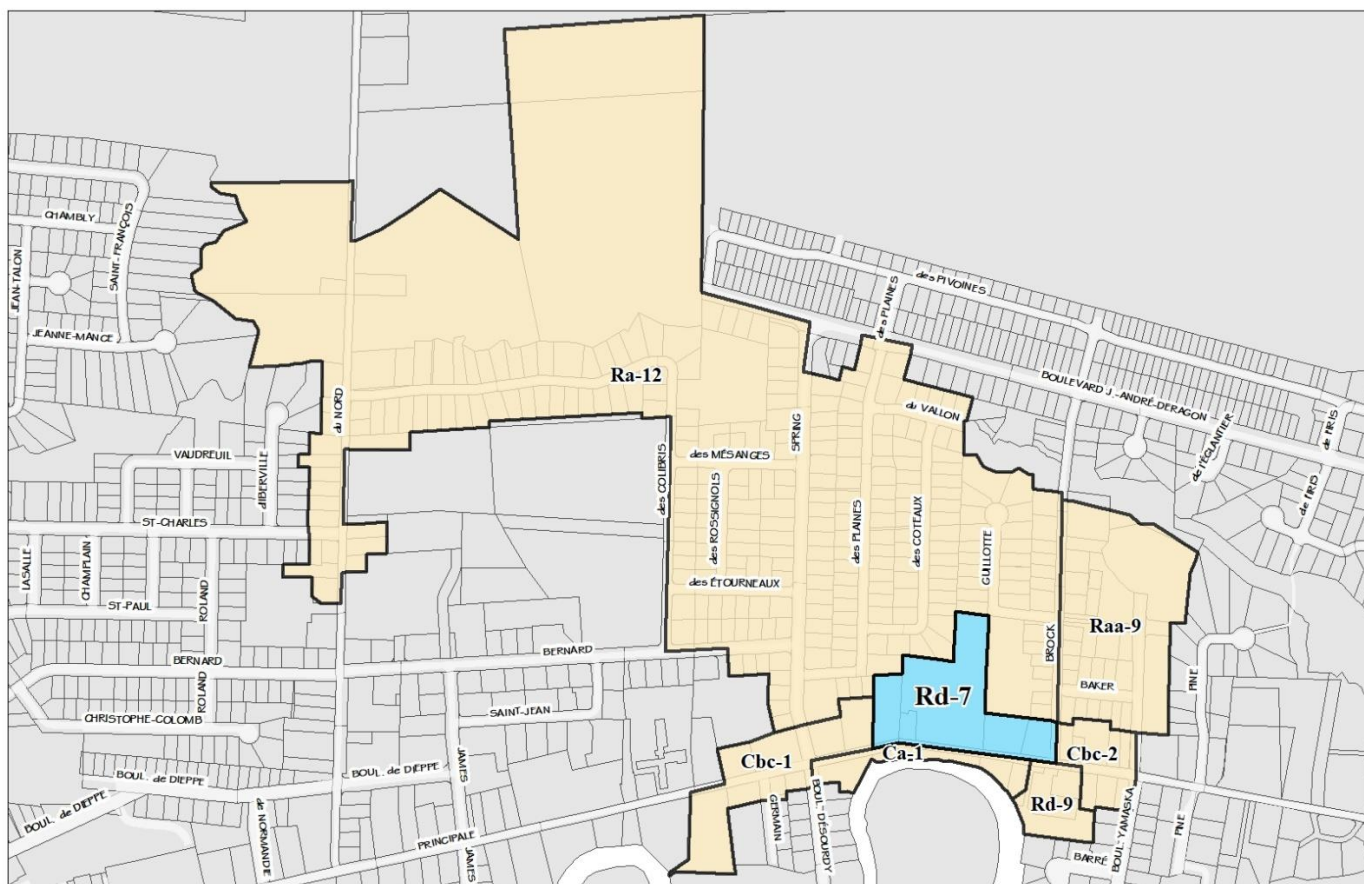 des PIVOINES
des PLAINES
CHAMBLY
SAINT-FRANÇOIS
JEAN-TALON
JEANNE-MANCE
BOULEVARD J.-ANDRÉ-DERAGON
Ra-12
du NORD
du VALLON
de l'ÉGLANTIER
de l'IRIS
de l'IRIS
SPRING
des MÉSANGES
VAUDREUIL
D'IBERVILLE
des COLIBRIS
des ROSSIGNOLS
des PLAINES
des COTEAUX
GUILLOTTE
ST-CHARLES
LASALLE
CHAMPLAIN
ROLAND
des ÉTOURNEAUX
ST-PAUL
Raa-9
BROCK
BERNARD
BERNARD
ROLAND
BAKER
PINE
Rd-7
SAINT-JEAN
CHRISTOPHE-COLOMB
Cbc-1
Ca-1
Cbc-2
BOUL. de DIEPPE
BOUL. de DIEPPE
BOUL. de DIEPPE
JAMES
Rd-9
GERMAIN
BOUL. DÉSOURDY
BOUL. YAMASKA
PINE
de NORMANDIE
PRINCIPALE
JAMES
BARRÉ